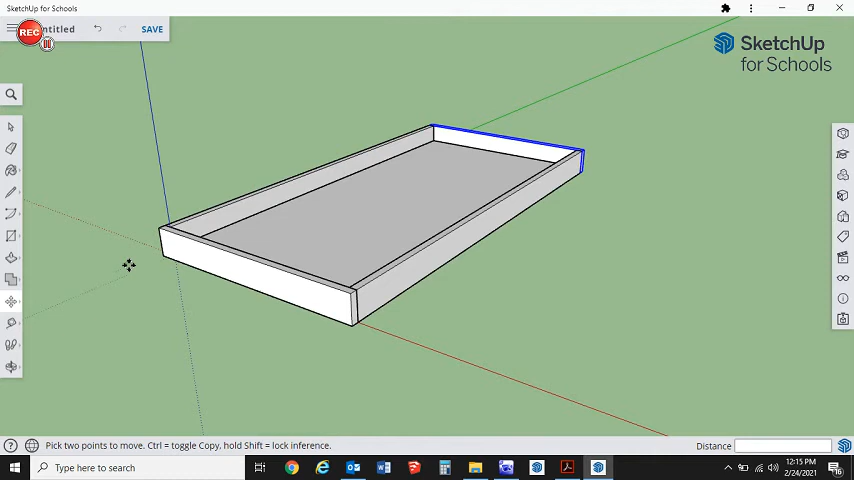 SketchUp for Schools
REC
ntitled
SAVE
SketchUp
for Schools
Pick two points to move. Ctrl = toggle Copy, hold Shift = lock inference.
Distance
Type here to search
12:15 PM
2/24/2021
16